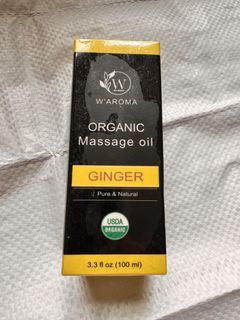 W
W'AROMA
ORGANIC
Massage oil
GINGER
√ Pure & Natural
USDA
ORGANIC
3.3 fl oz (100 ml)